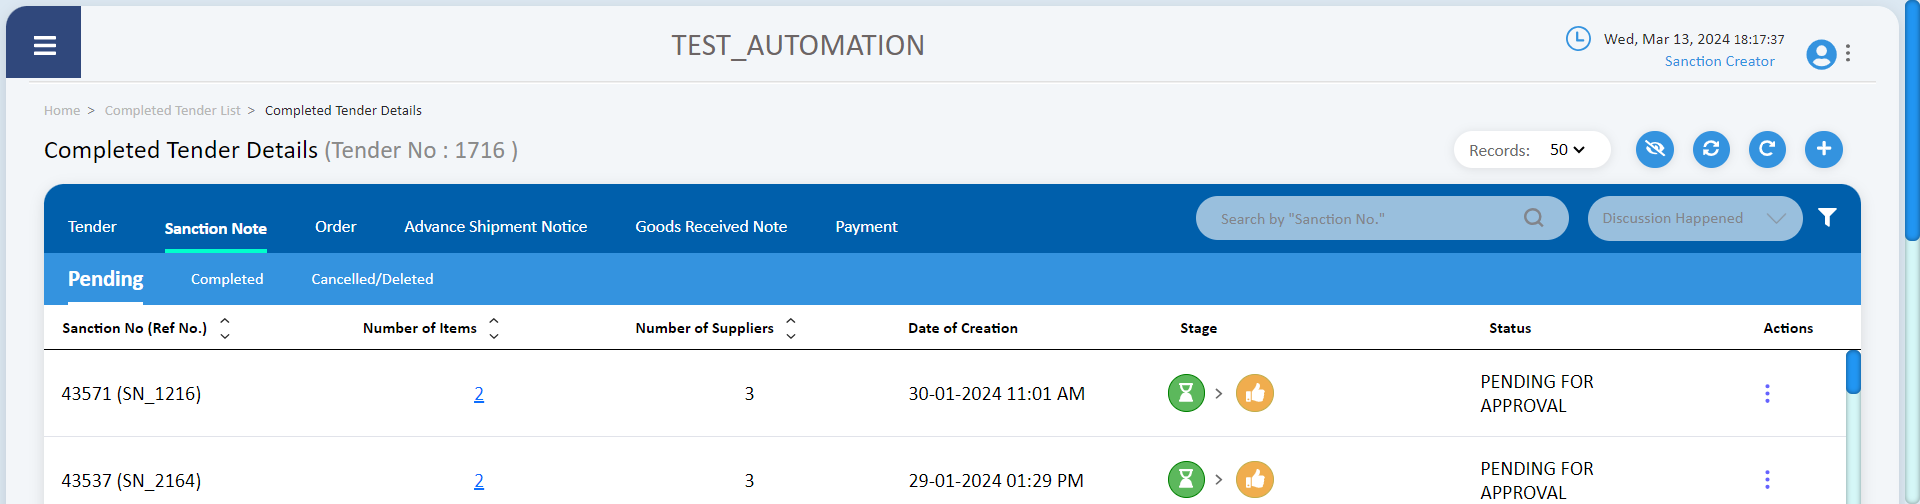 TEST_AUTOMATION
Wed, Mar 13, 2024 18:17:37
Sanction Creator
Home > Completed Tender List > Completed Tender Details
Completed Tender Details (Tender No : 1716 )
Records: 50
Tender Sanction Note Order Advance Shipment Notice Goods Received Note Payment Search by "Sanction No." Discussion Happened
Pending Completed Cancelled/Deleted
Sanction No (Ref No.) Number of Items Number of Suppliers Date of Creation Stage Status Actions
43571 (SN_1216) 2 3 30-01-2024 11:01 AM > PENDING FOR
APPROVAL
43537 (SN_2164) 2 3 29-01-2024 01:29 PM > PENDING FOR
APPROVAL